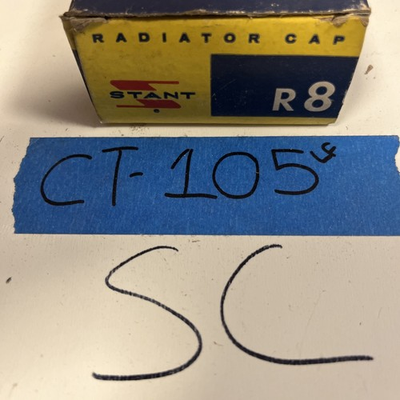 RADIATOR CAP
STANT
R8
CT-105
SC